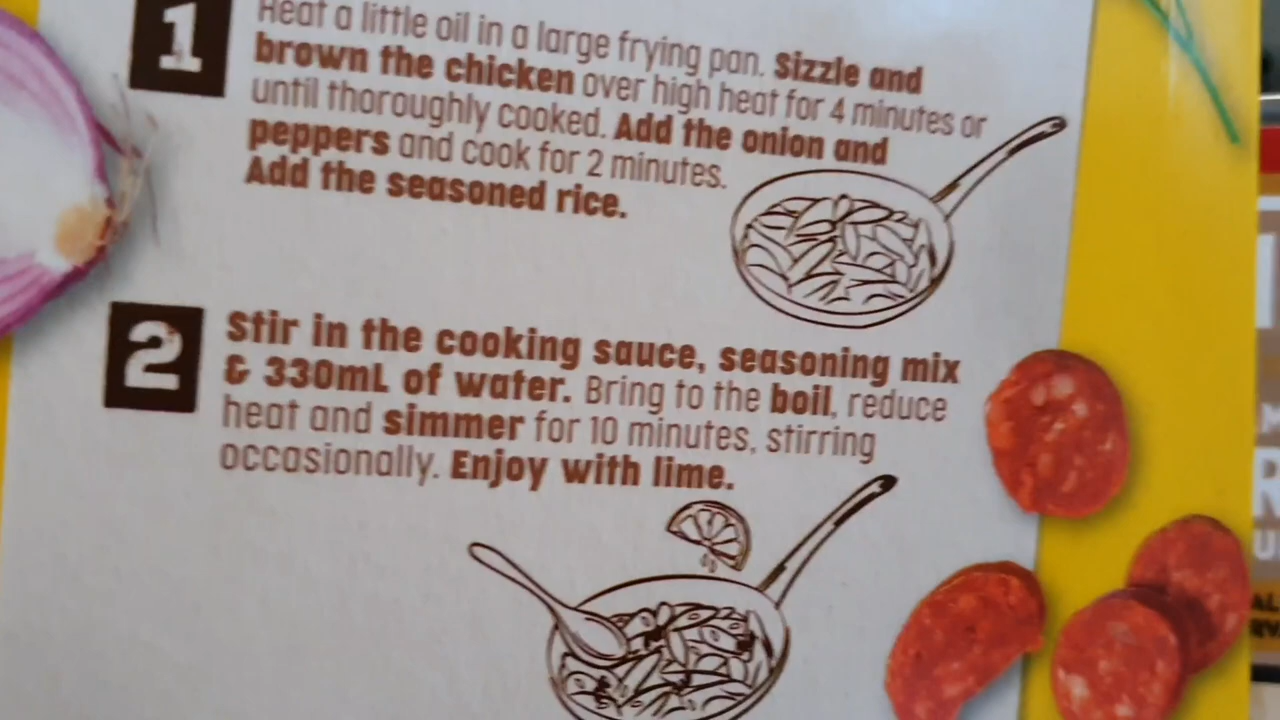 1
Heat a little oil in a large frying pan. Sizzle and
brown the chicken over high heat for 4 minutes or
until thoroughly cooked. Add the onion and
peppers and cook for 2 minutes.
Add the seasoned rice.
2
Stir in the cooking sauce, seasoning mix
& 330mL of water. Bring to the boil, reduce
heat and simmer for 10 minutes, stirring
occasionally. Enjoy with lime.